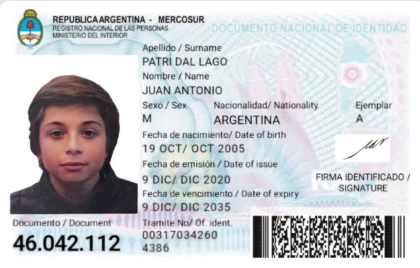 REPUBLICA ARGENTINA - MERCOSUR
REGISTRO NACIONAL DE LAS PERSONAS
MINISTERIO DEL INTERIOR
DOCUMENTO NACIONAL DE IDENTIDAD
Apellido / Surname
PATRÍ DAL LAGO
Nombre / Name
JUAN ANTONIO
Sexo / Sex Nacionalidad/ Nationality Ejemplar
M ARGENTINA A
Fecha de nacimiento/ Date of birth
19 OCT/ OCT 2005
Fecha de emisión / Date of issue
9 DIC/ DIC 2020
Fecha de vencimiento / Date of expiry
9 DIC/ DIC 2035
FIRMA IDENTIFICADO /
SIGNATURE
Documento / Document
46.042.112
Tramite No/ Of. ident.
00317034260
4386